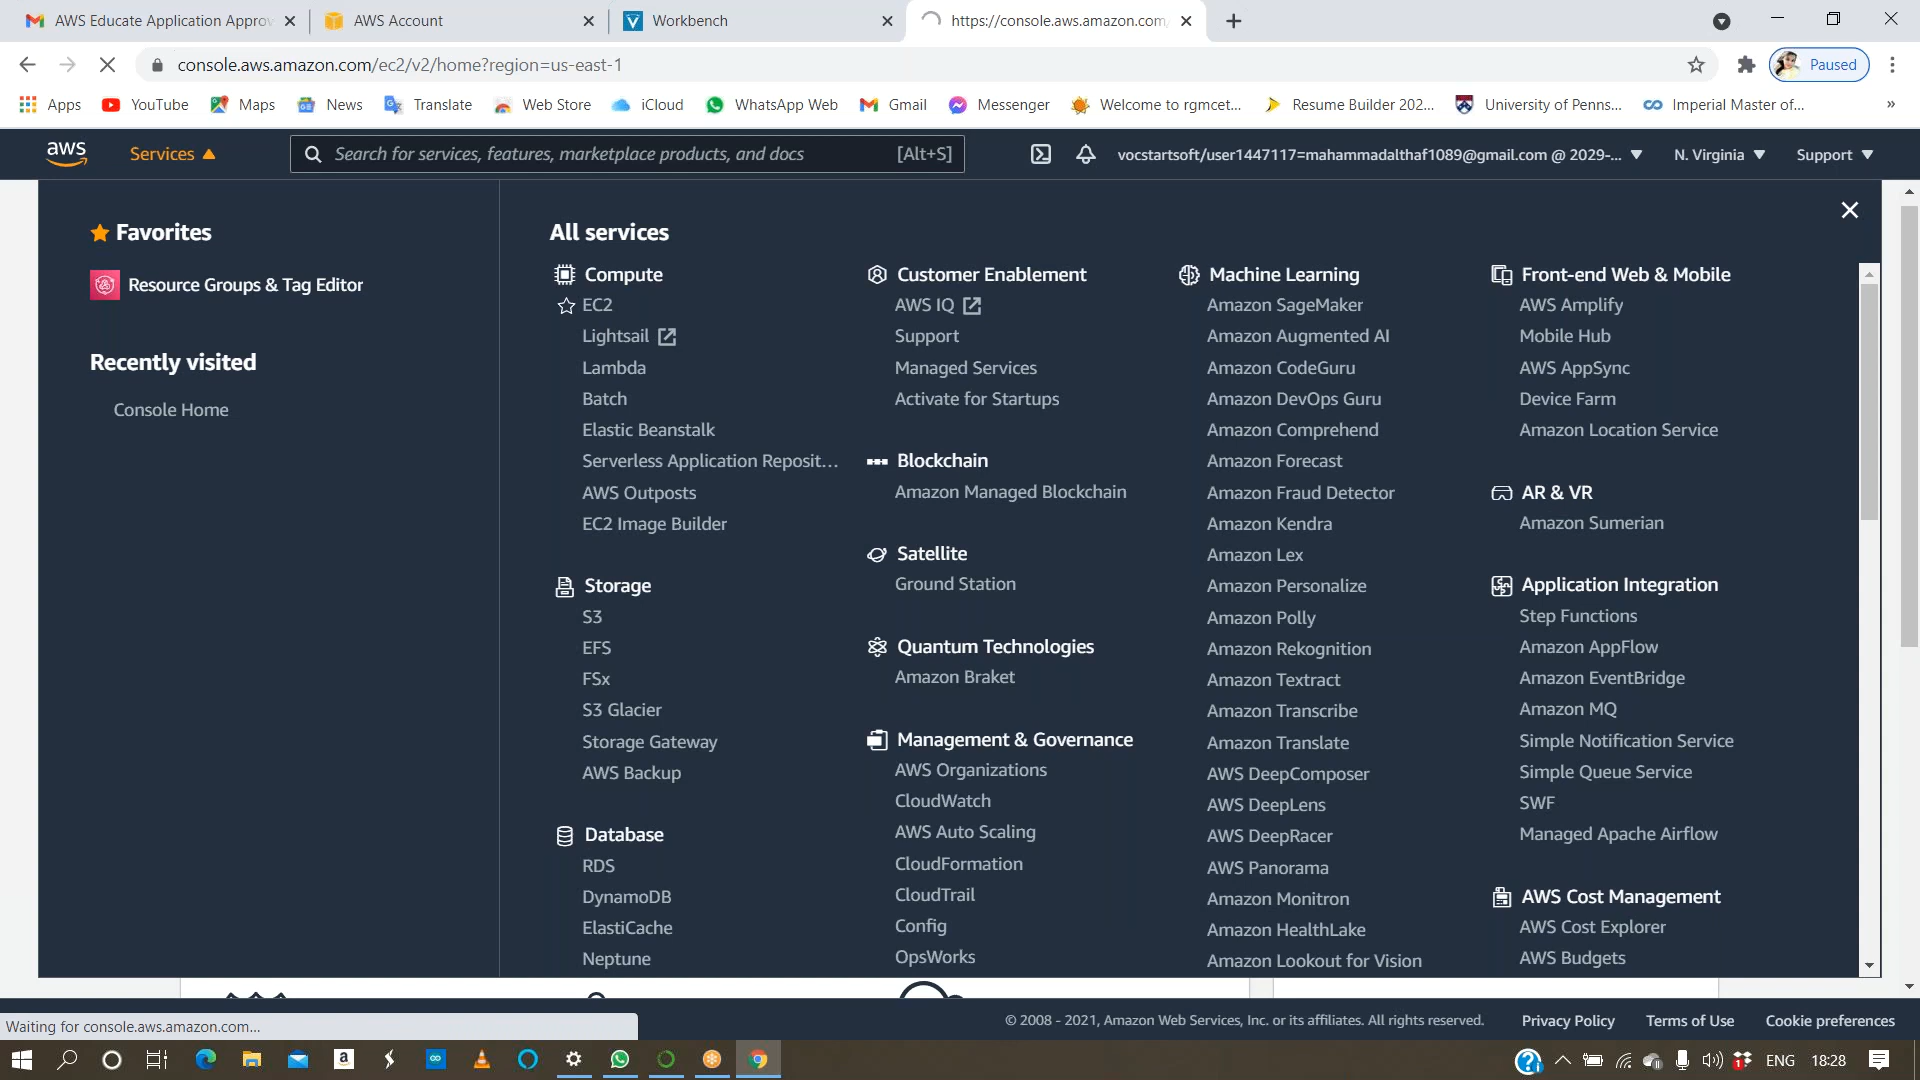 AWS Educate Application Approv
AWS Account
Workbench
https://console.aws.amazon.com
console.aws.amazon.com/ec2/v2/home?region=us-east-1
Paused
Apps
YouTube
Maps
News
Translate
Web Store
iCloud
WhatsApp Web
Gmail
Messenger
Welcome to rgmcet...
Resume Builder 202...
University of Penns...
Imperial Master of...
»
aws
Services
Search for services, features, marketplace products, and docs
[Alt+S]
vocstartsoft/user1447117=mahammadalthaf1089@gmail.com @ 2029-...
N. Virginia
Support
Favorites
Resource Groups & Tag Editor
Recently visited
Console Home
All services
Compute
EC2
Lightsail
Lambda
Batch
Elastic Beanstalk
Serverless Application Reposit...
AWS Outposts
EC2 Image Builder
Storage
S3
EFS
FSx
S3 Glacier
Storage Gateway
AWS Backup
Database
RDS
DynamoDB
ElastiCache
Neptune
Customer Enablement
AWS IQ
Support
Managed Services
Activate for Startups
Blockchain
Amazon Managed Blockchain
Satellite
Ground Station
Quantum Technologies
Amazon Braket
Management & Governance
AWS Organizations
CloudWatch
AWS Auto Scaling
CloudFormation
CloudTrail
Config
OpsWorks
Machine Learning
Amazon SageMaker
Amazon Augmented AI
Amazon CodeGuru
Amazon DevOps Guru
Amazon Comprehend
Amazon Forecast
Amazon Fraud Detector
Amazon Kendra
Amazon Lex
Amazon Personalize
Amazon Polly
Amazon Rekognition
Amazon Textract
Amazon Transcribe
Amazon Translate
AWS DeepComposer
AWS DeepLens
AWS DeepRacer
AWS Panorama
Amazon Monitron
Amazon HealthLake
Amazon Lookout for Vision
Front-end Web & Mobile
AWS Amplify
Mobile Hub
AWS AppSync
Device Farm
Amazon Location Service
AR & VR
Amazon Sumerian
Application Integration
Step Functions
Amazon AppFlow
Amazon EventBridge
Amazon MQ
Simple Notification Service
Simple Queue Service
SWF
Managed Apache Airflow
AWS Cost Management
AWS Cost Explorer
AWS Budgets
Waiting for console.aws.amazon.com...
© 2008 - 2021, Amazon Web Services, Inc. or its affiliates. All rights reserved.
Privacy Policy
Terms of Use
Cookie preferences
ENG
18:28